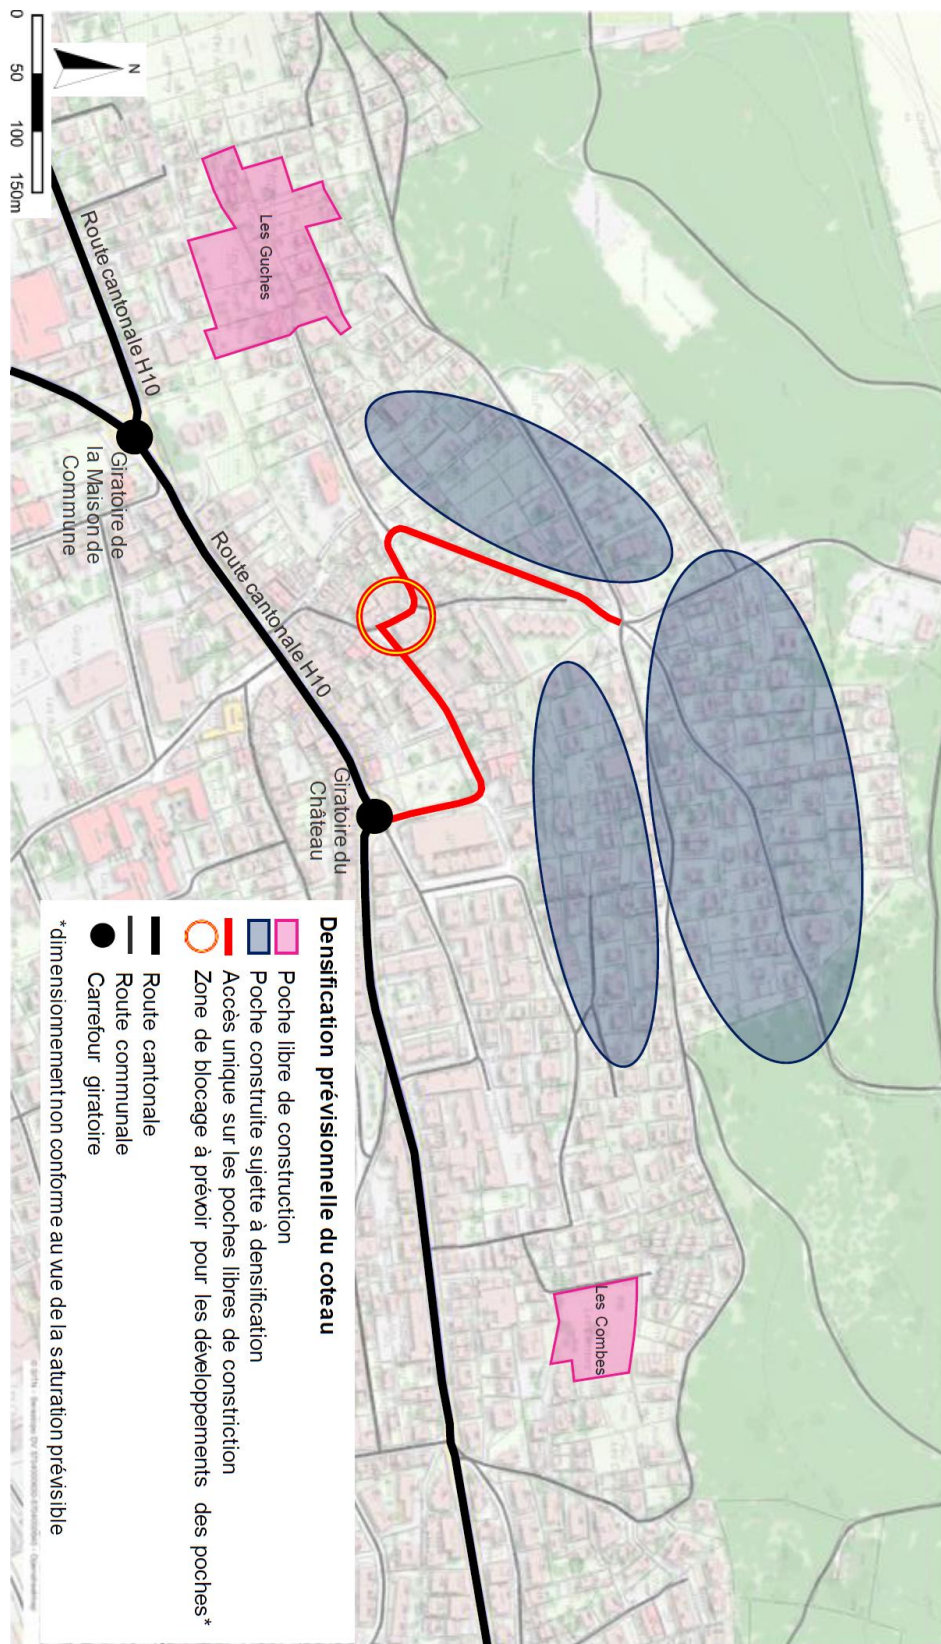 0 50 100 150m
N
Les Guches
Route cantonale H10
Giratoire de
la Maison de
Commune
Route cantonale H10
Giratoire du
Château
Les Combes
Densification prévisionnelle du coteau
Poche libre de construction
Poche construite sujette à densification
Accès unique sur les poches libres de constriction
Zone de blocage à prévoir pour les développements des poches*
Route cantonale
Route communale
Carrefour giratoire
*dimensionnement non conforme au vue de la saturation prévisible